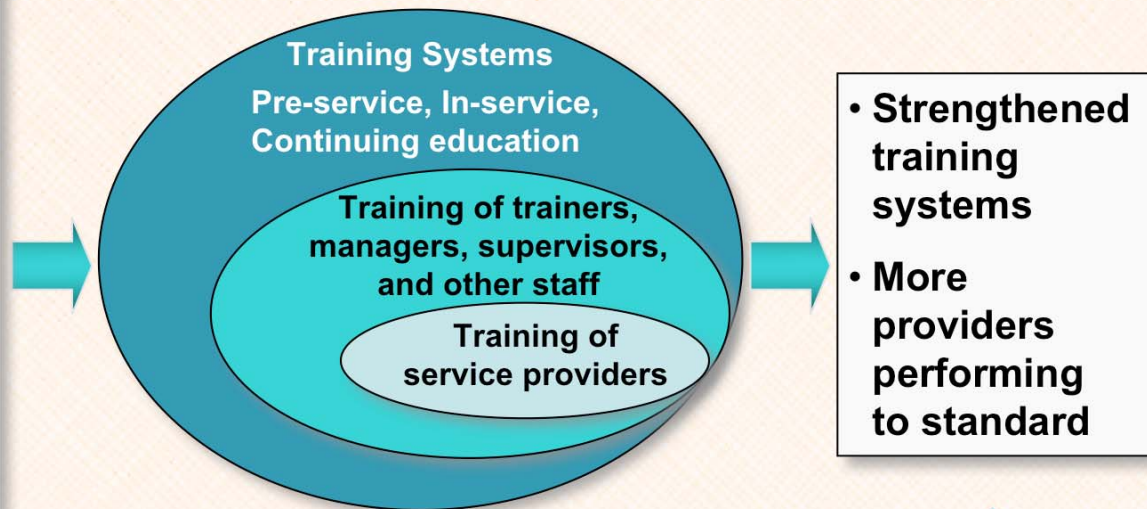 Training Systems
Pre-service, In-service,
Continuing education
Training of trainers,
managers, supervisors,
and other staff
Training of
service providers
• Strengthened
training
systems
• More
providers
performing
to standard